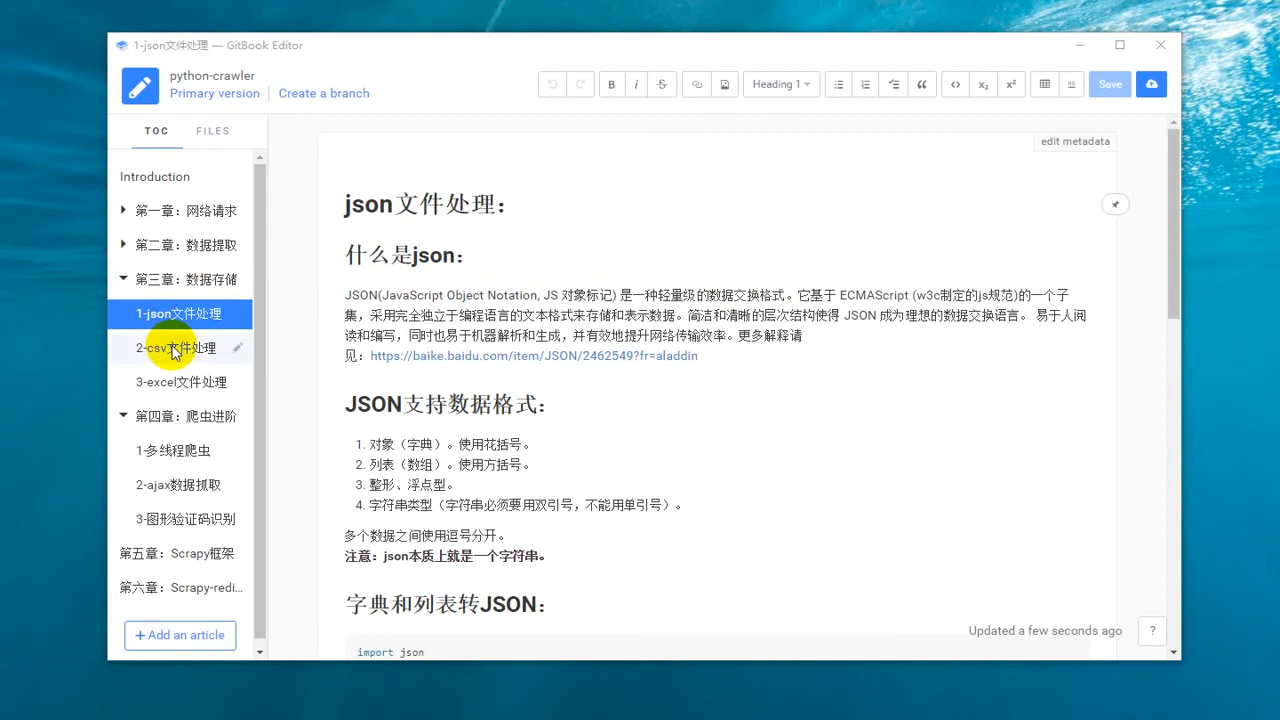 1-json文件处理 — GitBook Editor
python-crawler
Primary version
Create a branch
B
i
S
Heading 1
x₂
x²
Save
TOC
FILES
edit metadata
Introduction
第一章：网络请求
第二章：数据提取
第三章：数据存储
1-json文件处理
2-csv文件处理
3-excel文件处理
第四章：爬虫进阶
1-多线程爬虫
2-ajax数据抓取
3-图形验证码识别
第五章：Scrapy框架
第六章：Scrapy-redi...
+ Add an article
json文件处理：
什么是json：
JSON(JavaScript Object Notation, JS 对象标记) 是一种轻量级的数据交换格式。它基于 ECMAScript (w3c制定的js规范)的一个子
集，采用完全独立于编程语言的文本格式来存储和表示数据。简洁和清晰的层次结构使得 JSON 成为理想的数据交换语言。 易于人阅
读和编写，同时也易于机器解析和生成，并有效地提升网络传输效率。更多解释请
见：https://baike.baidu.com/item/JSON/2462549?fr=aladdin
JSON支持数据格式：
1. 对象（字典）。使用花括号。
2. 列表（数组）。使用方括号。
3. 整形、浮点型。
4. 字符串类型（字符串必须要用双引号，不能用单引号）。
多个数据之间使用逗号分开。
注意：json本质上就是一个字符串。
字典和列表转JSON：
import json
Updated a few seconds ago
?